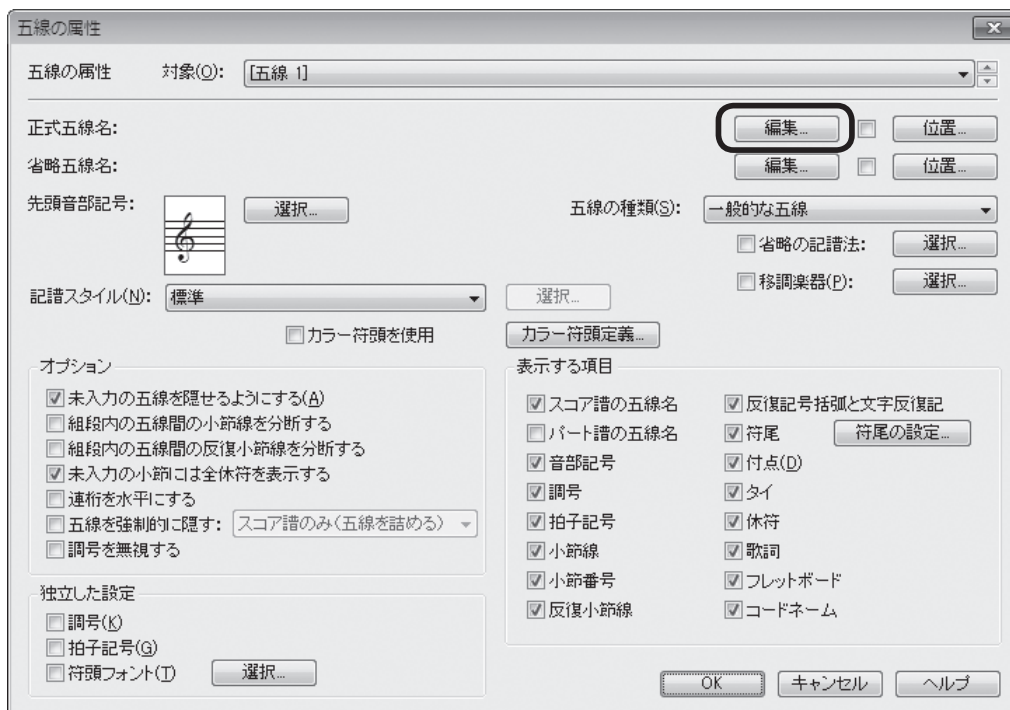 五線の属性
五線の属性 対象(O): [五線 1]
正式五線名: 編集... 位置...
省略五線名: 編集... 位置...
先頭音部記号: 選択... 五線の種類(S): 一般的な五線
省略の記譜法: 選択...
移調楽器(P): 選択...
記譜スタイル(N): 標準 選択...
カラー符頭を使用 カラー符頭定義...
オプション
未入力の五線を隠せるようにする(A)
組段内の五線間の小節線を分断する
組段内の五線間の反復小節線を分断する
未入力の小節には全休符を表示する
連桁を水平にする
五線を強制的に隠す: スコア譜のみ(五線を詰める)
調号を無視する
独立した設定
調号(K)
拍子記号(G)
符頭フォント(T) 選択...
表示する項目
スコア譜の五線名 反復記号括弧と文字反復記
パート譜の五線名 符尾 符尾の設定...
音部記号 付点(D)
調号 タイ
拍子記号 休符
小節線 歌詞
小節番号 フレットボード
反復小節線 コードネーム
OK キャンセル ヘルプ